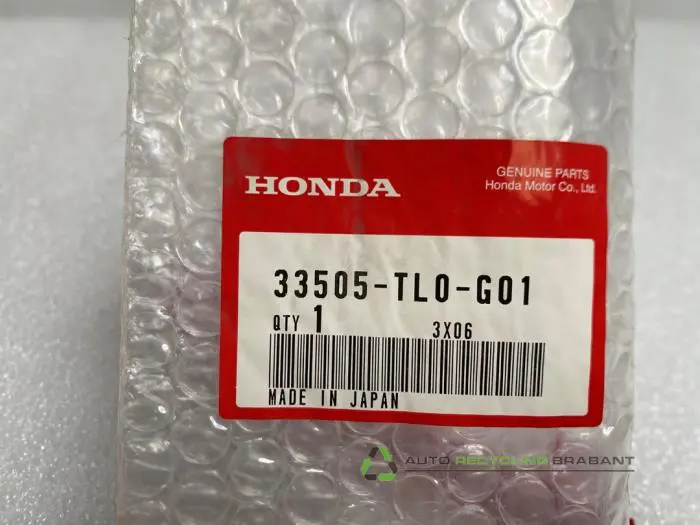 HONDA
GENUINE PARTS
Honda Motor Co., Ltd.
33505-TL0-G01
QTY 1 3X06
MADE IN JAPAN
AUTO RECYCLING BRABANT